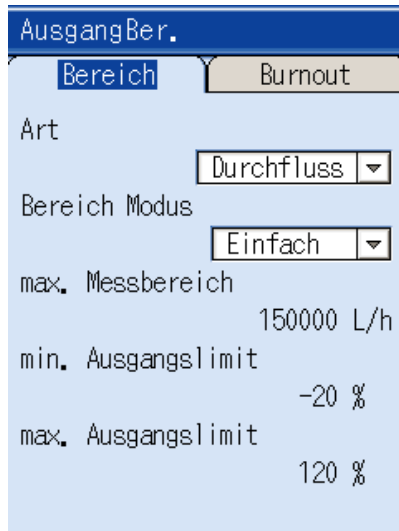 AusgangBer.
Bereich Burnout
Art
Durchfluss
Bereich Modus
Einfach
max. Messbereich
150000 L/h
min. Ausgangslimit
-20 %
max. Ausgangslimit
120 %